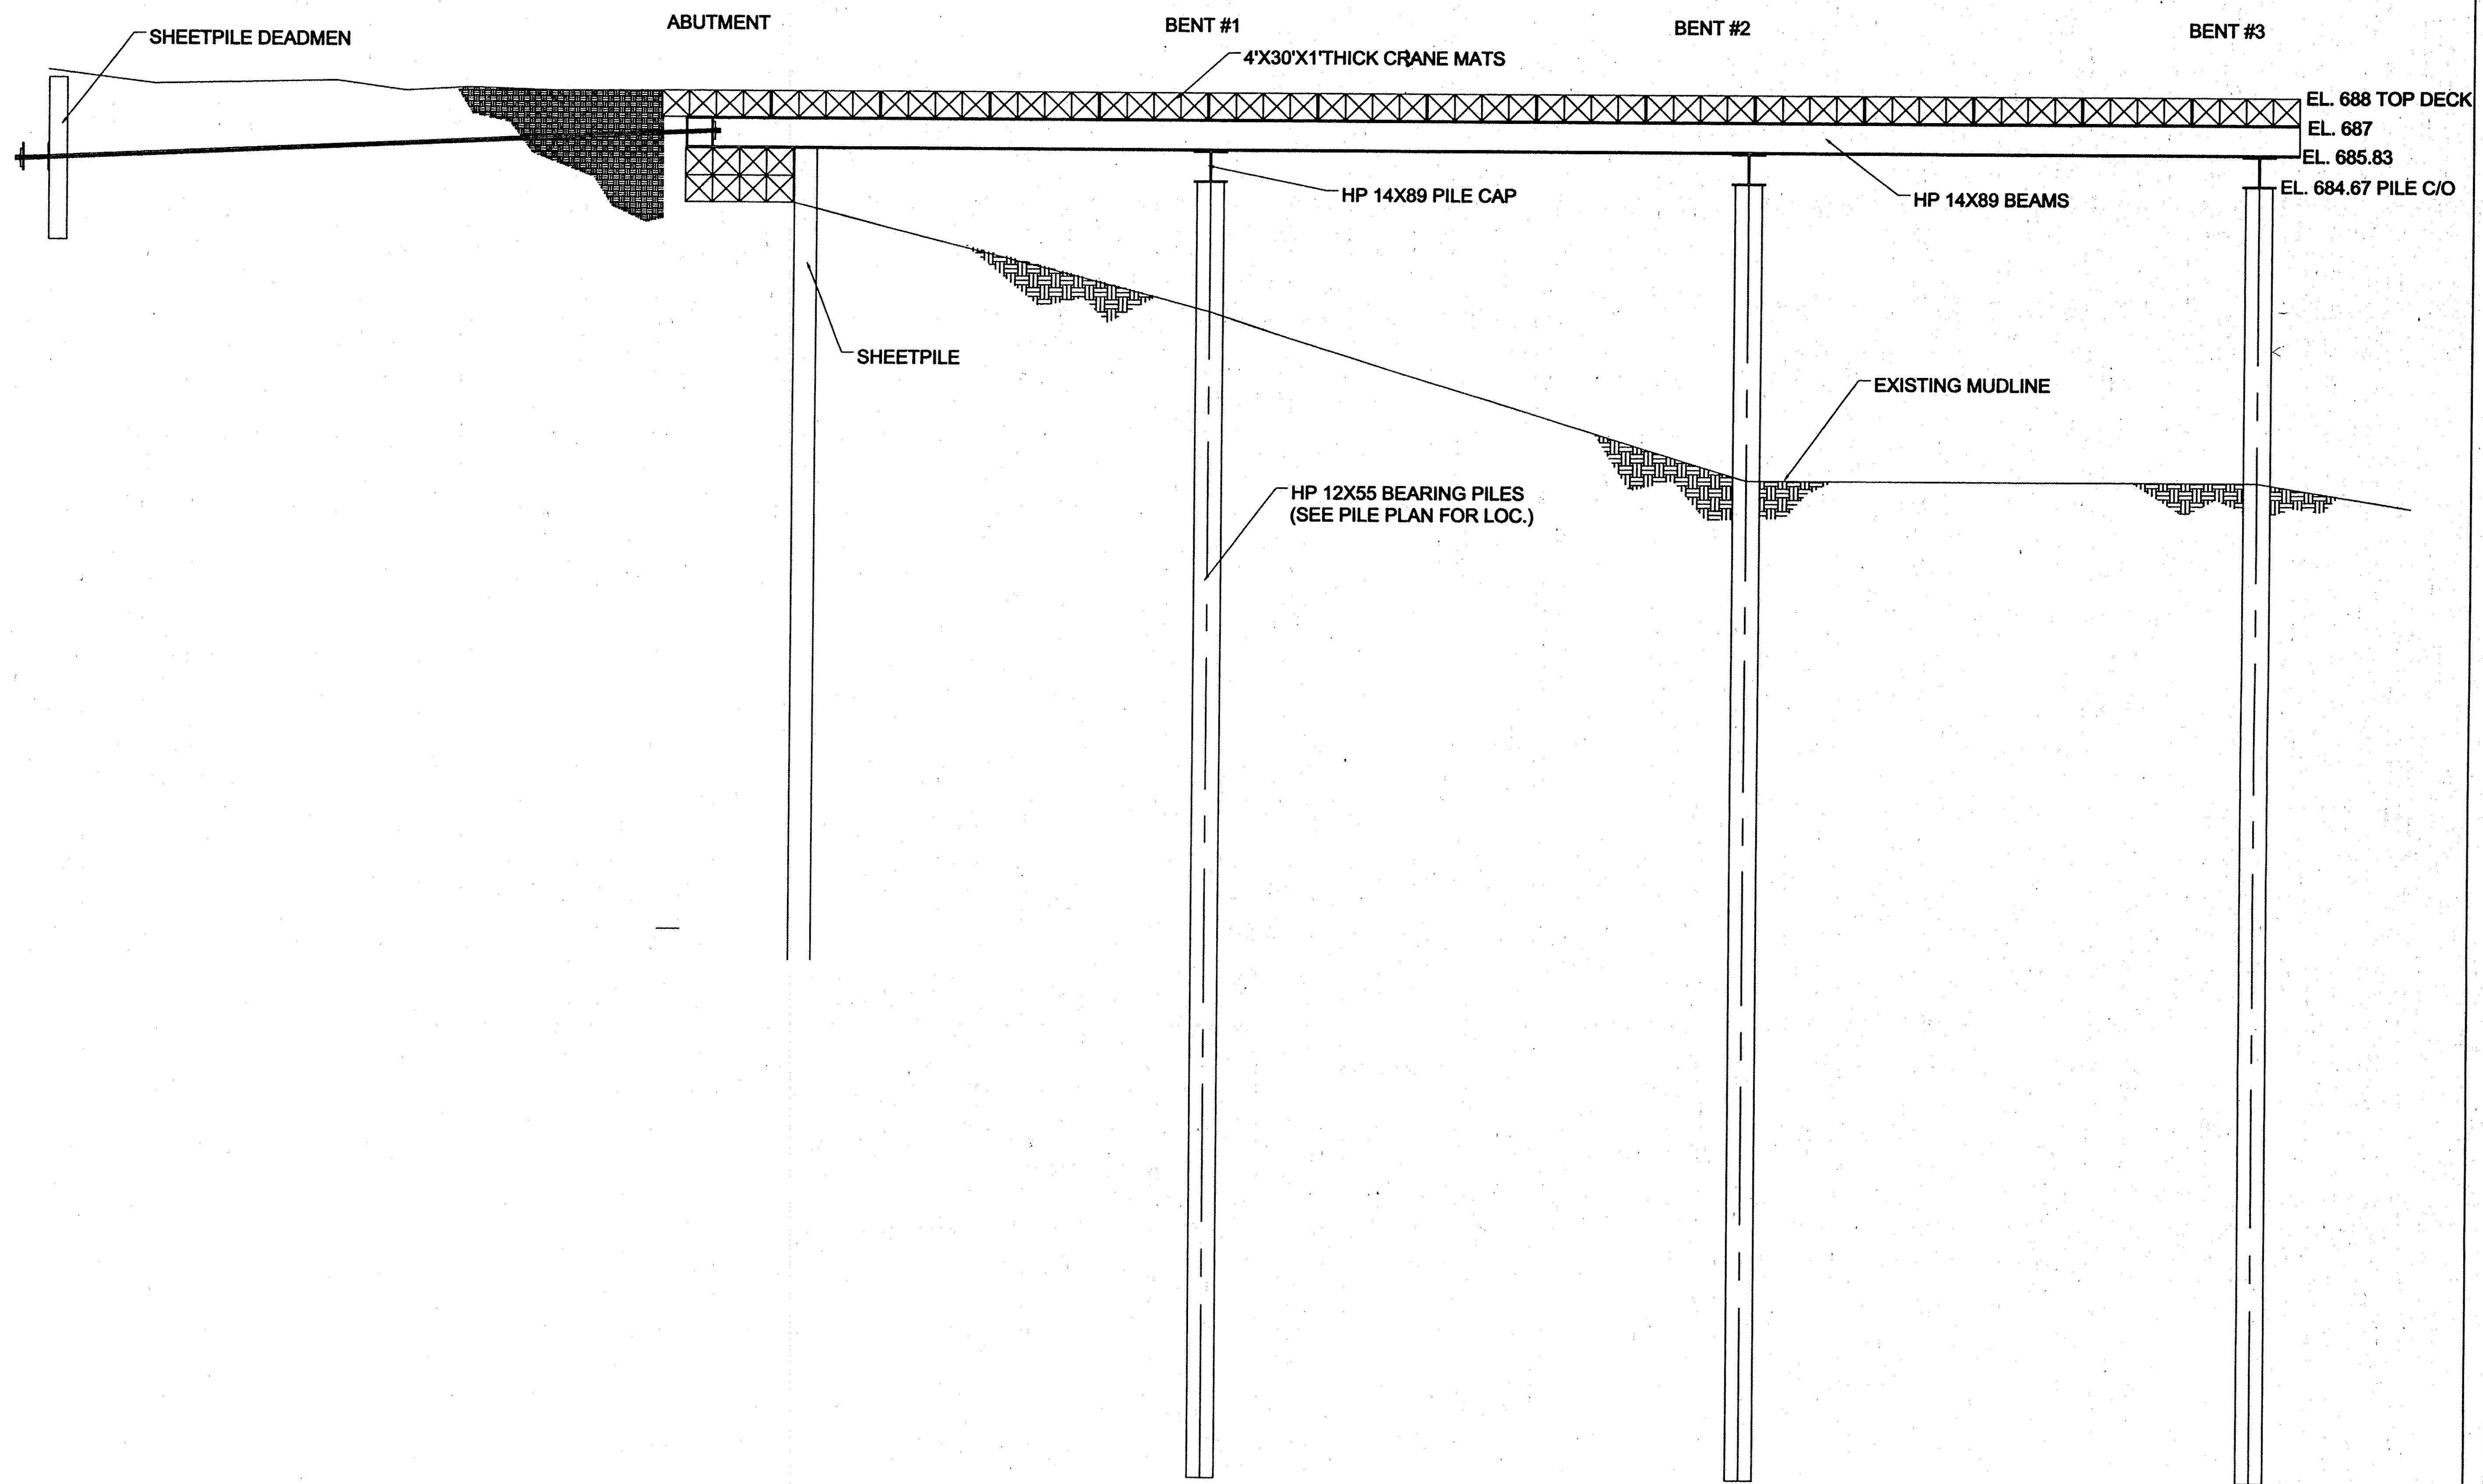 ABUTMENT
BENT #1
BENT #2
BENT #3
SHEETPILE DEADMEN
4'X30'X1'THICK CRANE MATS
EL. 688 TOP DECK
EL. 687
EL. 685.83
EL. 684.67 PILE C/O
HP 14X89 PILE CAP
HP 14X89 BEAMS
SHEETPILE
EXISTING MUDLINE
HP 12X55 BEARING PILES
(SEE PILE PLAN FOR LOC.)